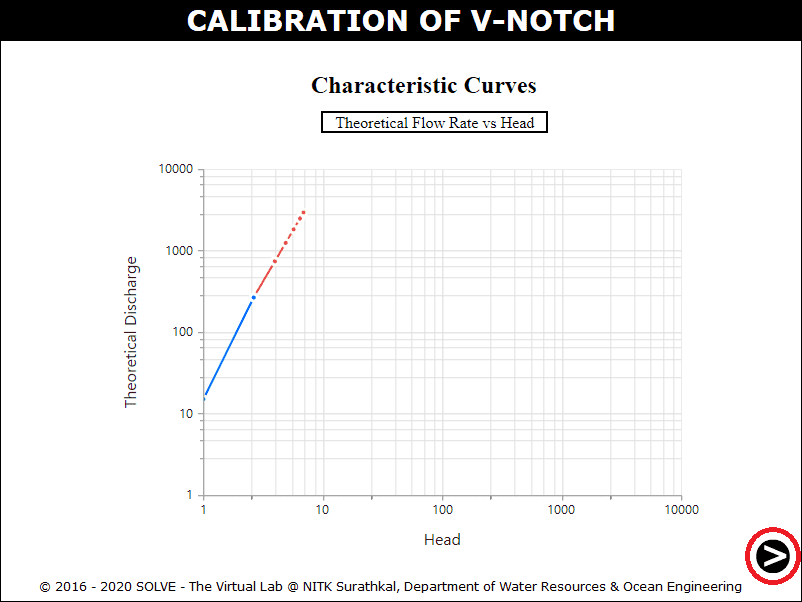 CALIBRATION OF V-NOTCH
Characteristic Curves
Theoretical Flow Rate vs Head
10000
1000
100
10
1
Theoretical Discharge
1 10 100 1000 10000
Head
>
© 2016 - 2020 SOLVE - The Virtual Lab @ NITK Surathkal, Department of Water Resources & Ocean Engineering